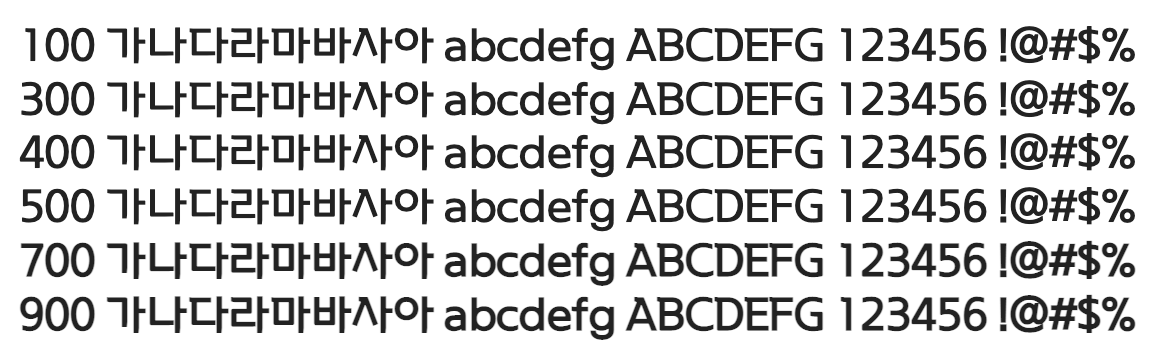 100 가나다라마바사아 abcdefg ABCDEFG 123456 !@#$%
300 가나다라마바사아 abcdefg ABCDEFG 123456 !@#$%
400 가나다라마바사아 abcdefg ABCDEFG 123456 !@#$%
500 가나다라마바사아 abcdefg ABCDEFG 123456 !@#$%
700 가나다라마바사아 abcdefg ABCDEFG 123456 !@#$%
900 가나다라마바사아 abcdefg ABCDEFG 123456 !@#$%